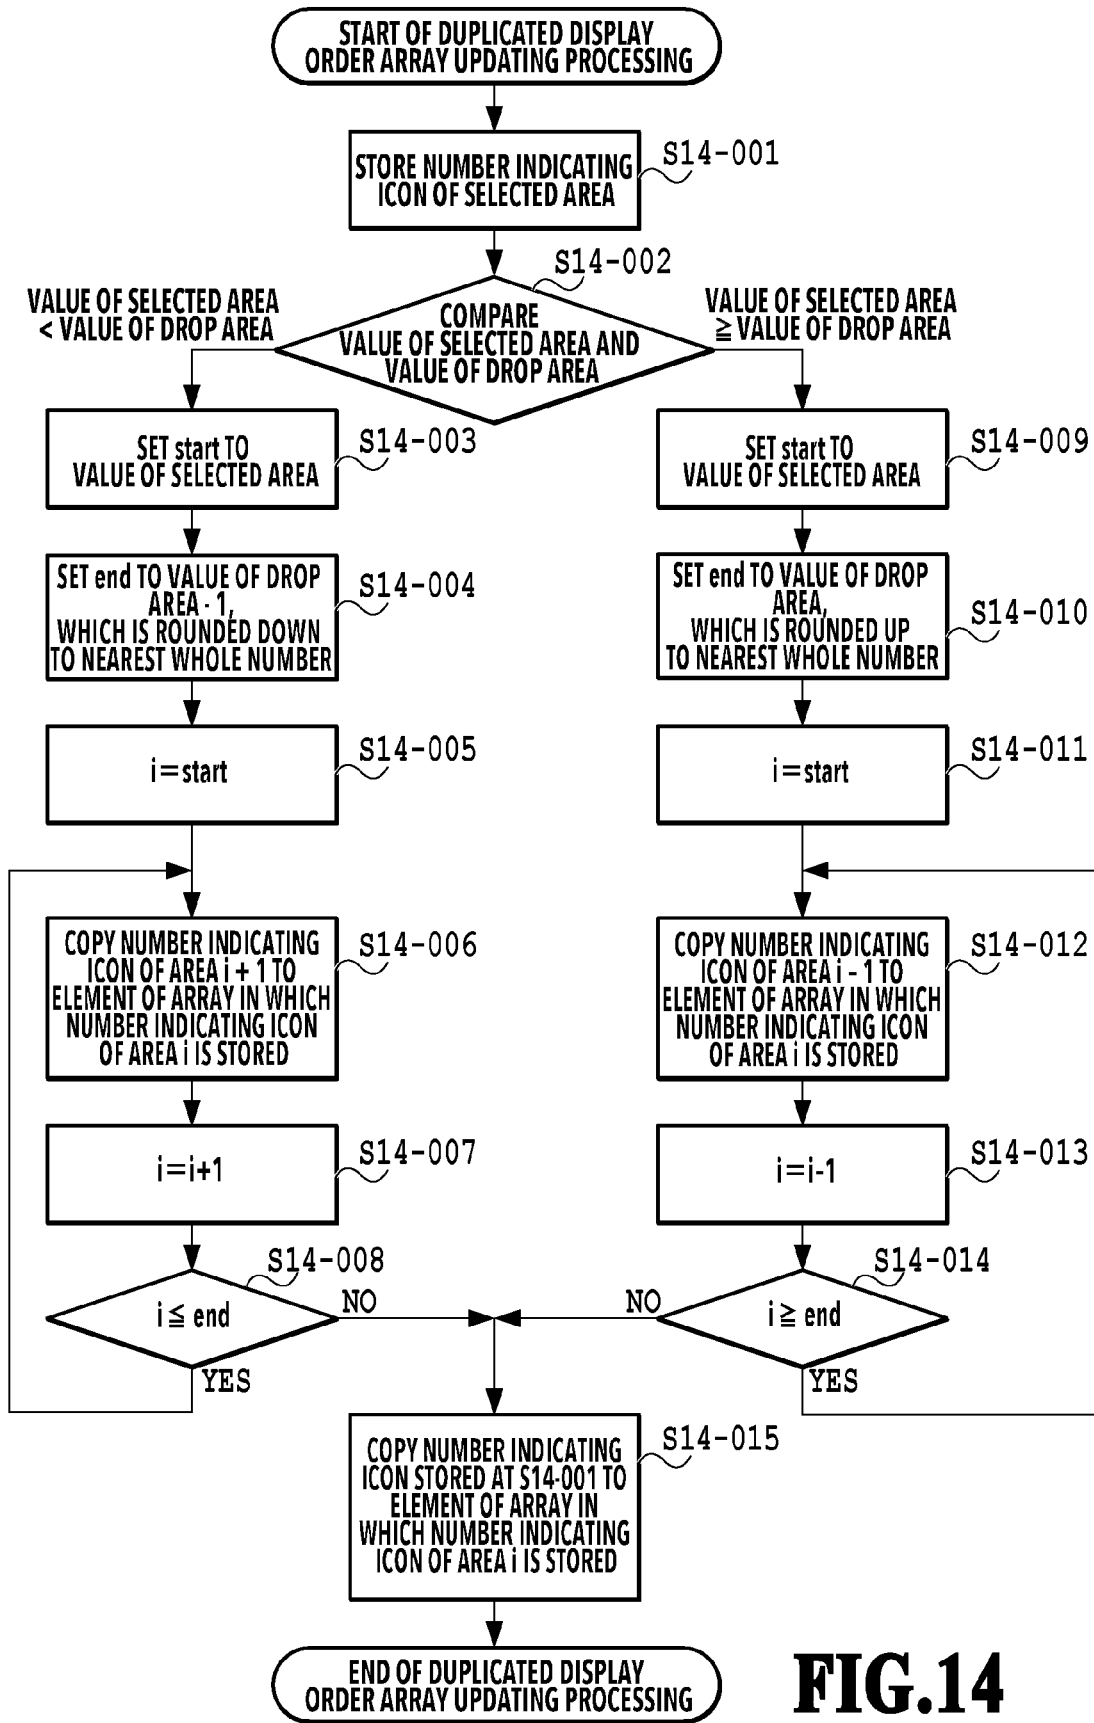 START OF DUPLICATED DISPLAY
ORDER ARRAY UPDATING PROCESSING
STORE NUMBER INDICATING
ICON OF SELECTED AREA
S14-001
S14-002
COMPARE
VALUE OF SELECTED AREA AND
VALUE OF DROP AREA
VALUE OF SELECTED AREA
< VALUE OF DROP AREA
VALUE OF SELECTED AREA
≧ VALUE OF DROP AREA
SET start TO
VALUE OF SELECTED AREA
S14-003
SET end TO VALUE OF DROP
AREA - 1,
WHICH IS ROUNDED DOWN
TO NEAREST WHOLE NUMBER
S14-004
i=start
S14-005
COPY NUMBER INDICATING
ICON OF AREA i + 1 TO
ELEMENT OF ARRAY IN WHICH
NUMBER INDICATING ICON
OF AREA i IS STORED
S14-006
i=i+1
S14-007
S14-008
i ≦ end
NO
YES
SET start TO
VALUE OF SELECTED AREA
S14-009
SET end TO VALUE OF DROP
AREA,
WHICH IS ROUNDED UP
TO NEAREST WHOLE NUMBER
S14-010
i=start
S14-011
COPY NUMBER INDICATING
ICON OF AREA i - 1 TO
ELEMENT OF ARRAY IN WHICH
NUMBER INDICATING ICON
OF AREA i IS STORED
S14-012
i=i-1
S14-013
S14-014
i ≧ end
NO
YES
COPY NUMBER INDICATING
ICON STORED AT S14-001 TO
ELEMENT OF ARRAY IN
WHICH NUMBER INDICATING
ICON OF AREA i IS STORED
S14-015
END OF DUPLICATED DISPLAY
ORDER ARRAY UPDATING PROCESSING
FIG.14